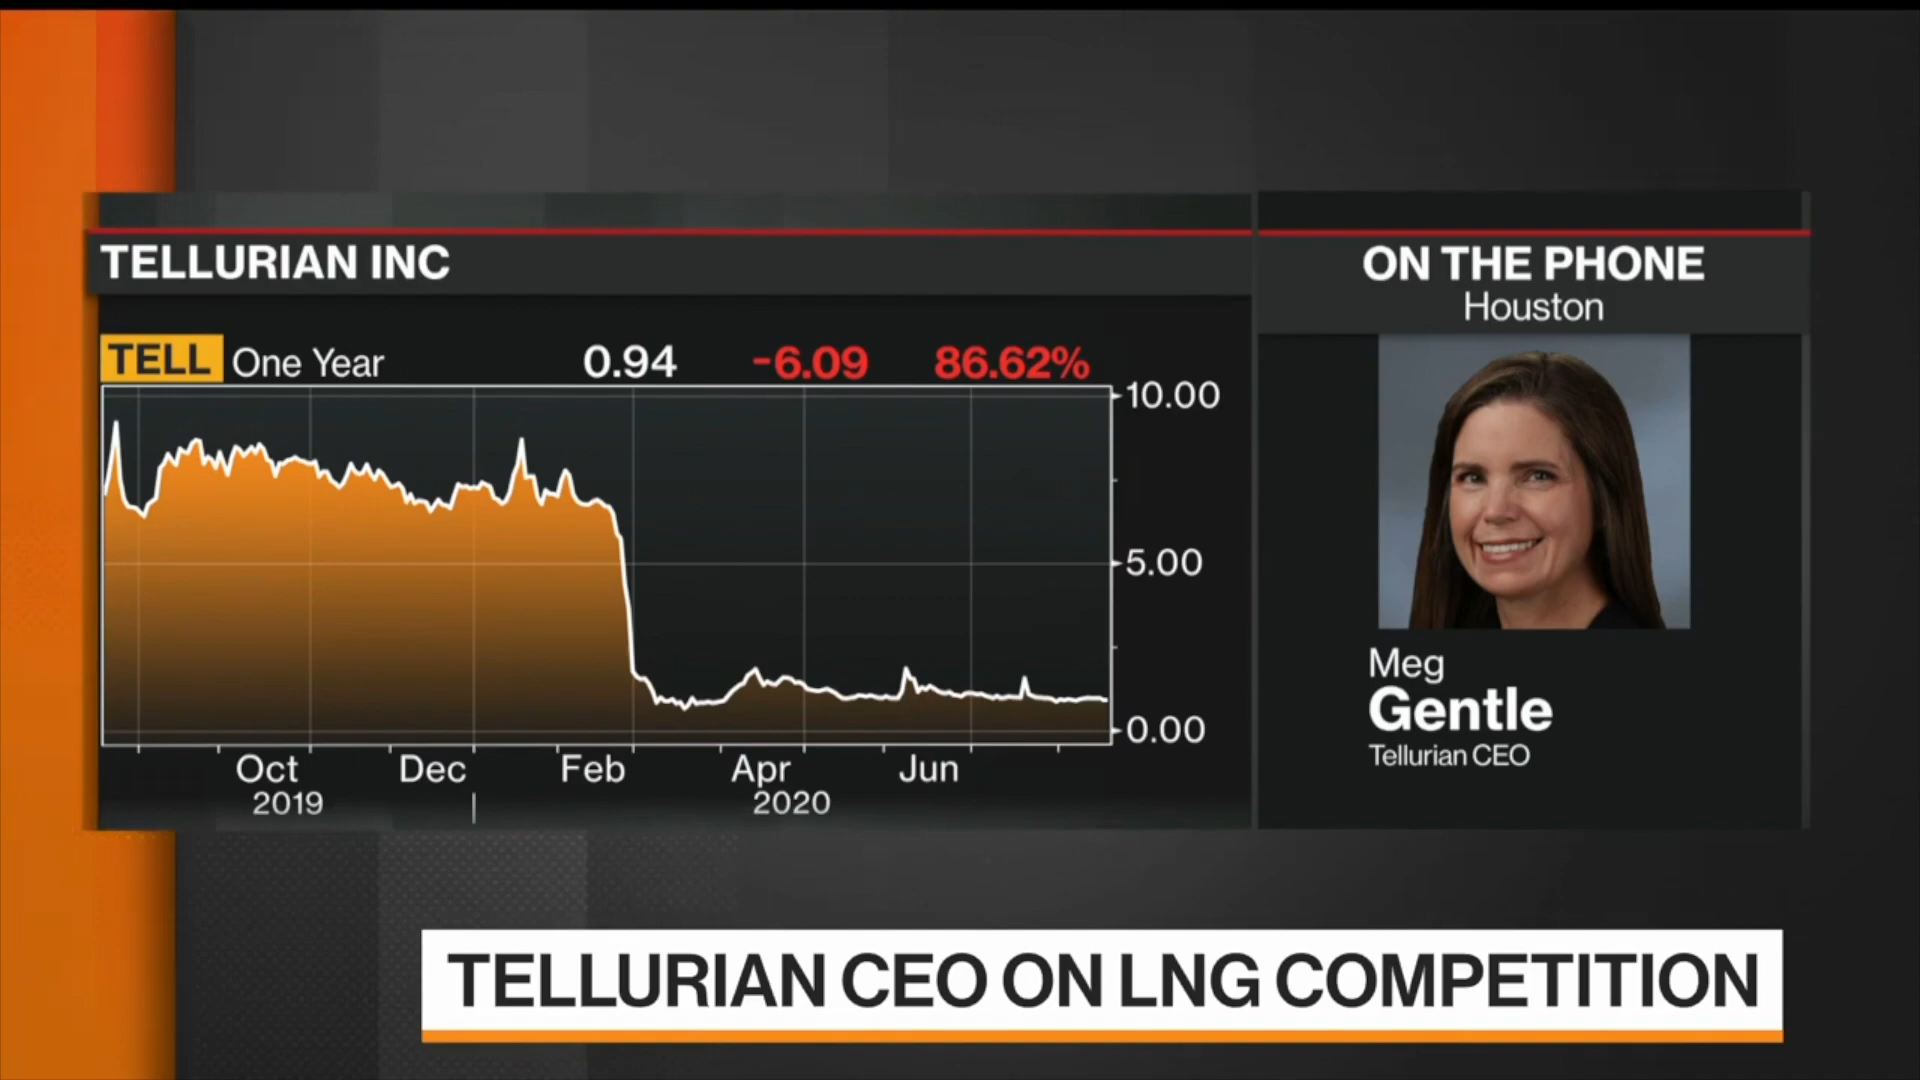 TELLURIAN INC
TELL One Year 0.94 -6.09 86.62%
10.00
5.00
0.00
Oct Dec Feb Apr Jun
2019 2020
ON THE PHONE
Houston
Meg
Gentle
Tellurian CEO
TELLURIAN CEO ON LNG COMPETITION